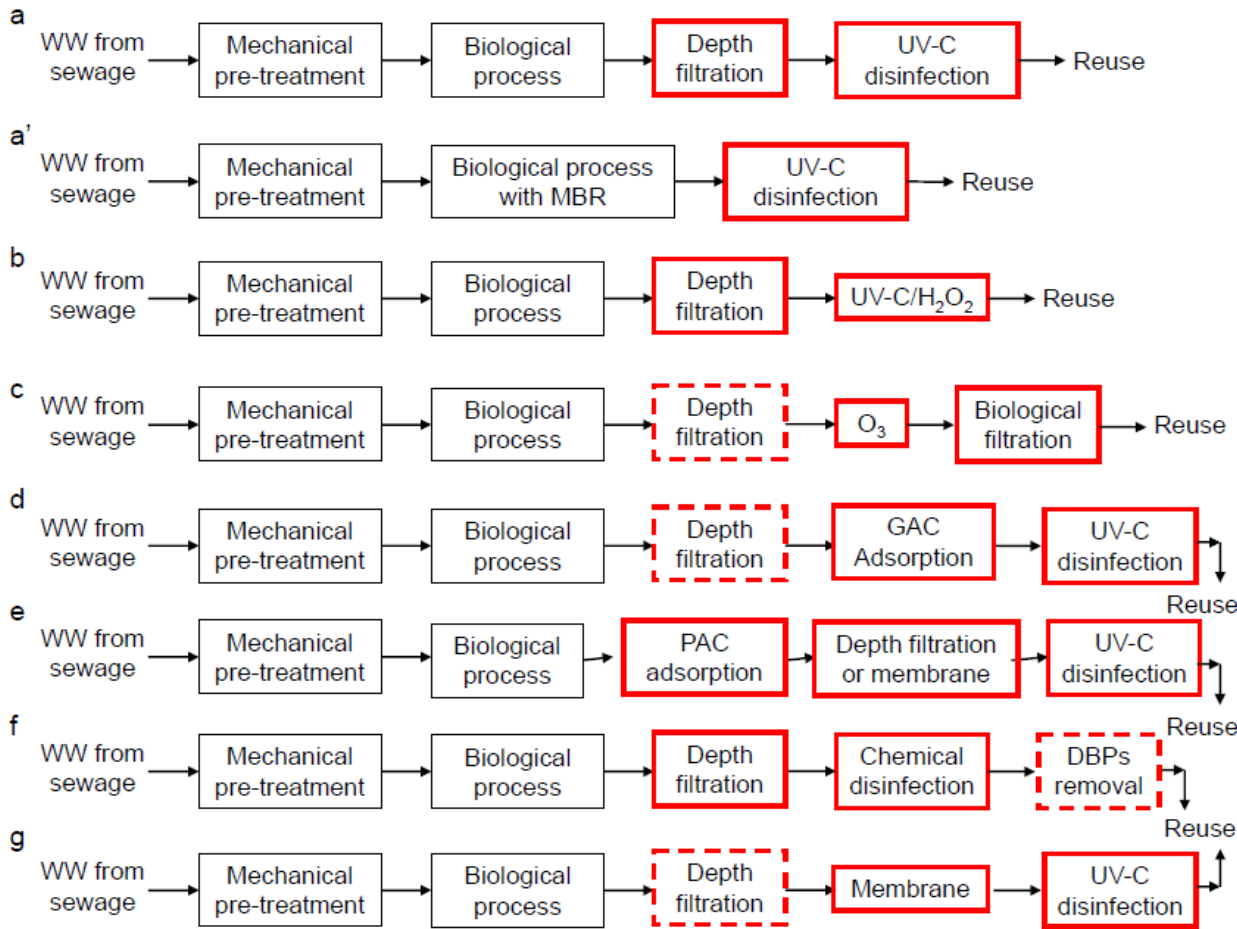 a
WW from
sewage
Mechanical
pre-treatment
Biological
process
Depth
filtration
UV-C
disinfection
Reuse
a’
WW from
sewage
Mechanical
pre-treatment
Biological process
with MBR
UV-C
disinfection
Reuse
b
WW from
sewage
Mechanical
pre-treatment
Biological
process
Depth
filtration
UV-C/H₂O₂
Reuse
c
WW from
sewage
Mechanical
pre-treatment
Biological
process
Depth
filtration
O₃
Biological
filtration
Reuse
d
WW from
sewage
Mechanical
pre-treatment
Biological
process
Depth
filtration
GAC
Adsorption
UV-C
disinfection
Reuse
e
WW from
sewage
Mechanical
pre-treatment
Biological
process
PAC
adsorption
Depth filtration
or membrane
UV-C
disinfection
Reuse
f
WW from
sewage
Mechanical
pre-treatment
Biological
process
Depth
filtration
Chemical
disinfection
DBPs
removal
Reuse
g
WW from
sewage
Mechanical
pre-treatment
Biological
process
Depth
filtration
Membrane
UV-C
disinfection